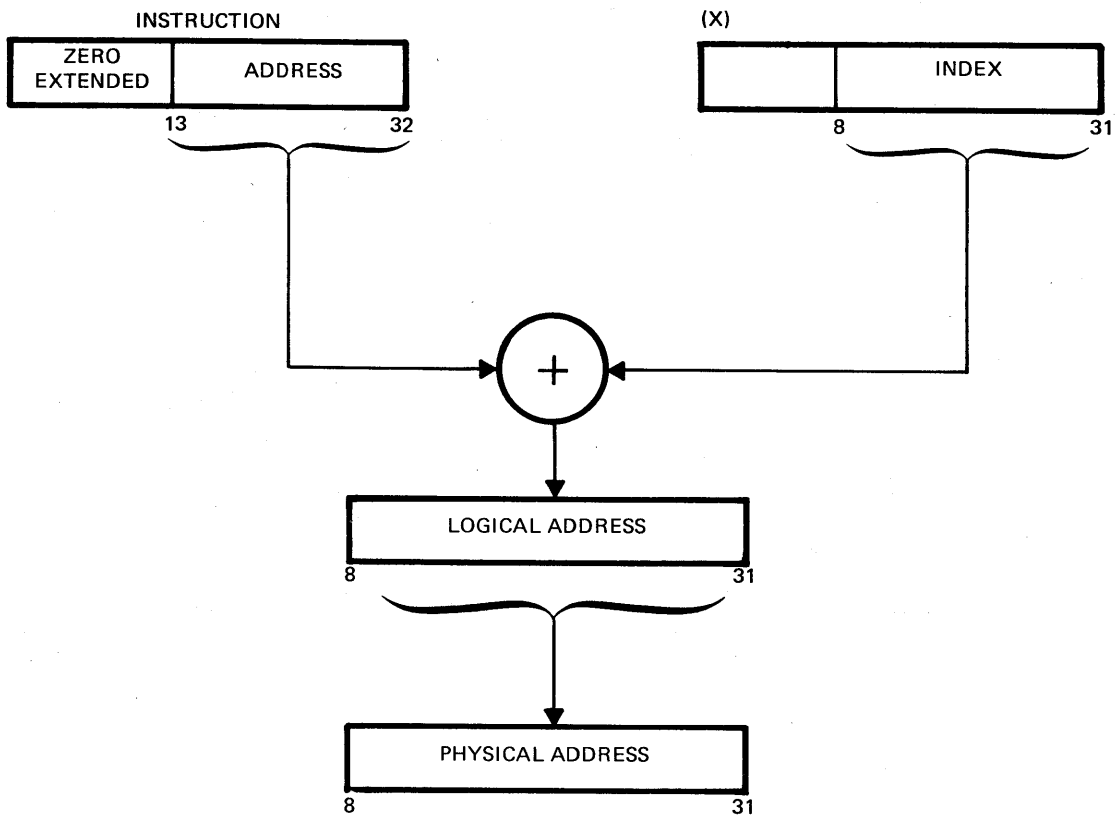 INSTRUCTION
(X)
ZERO
EXTENDED
ADDRESS
INDEX
13
32
8
31
+
LOGICAL ADDRESS
8
31
PHYSICAL ADDRESS
8
31